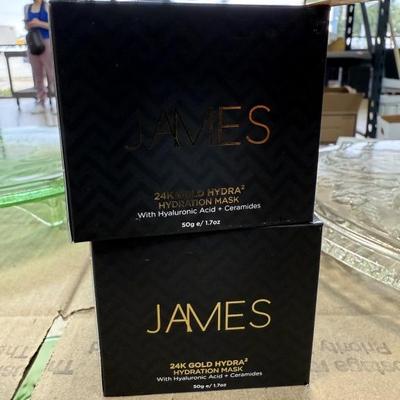 JAMES
24K GOLD HYDRA²
HYDRATION MASK
With Hyaluronic Acid + Ceramides
50g e/ 1.7oz
JAMES
24K GOLD HYDRA²
HYDRATION MASK
With Hyaluronic Acid + Ceramides
50g e/ 1.7oz
Priority